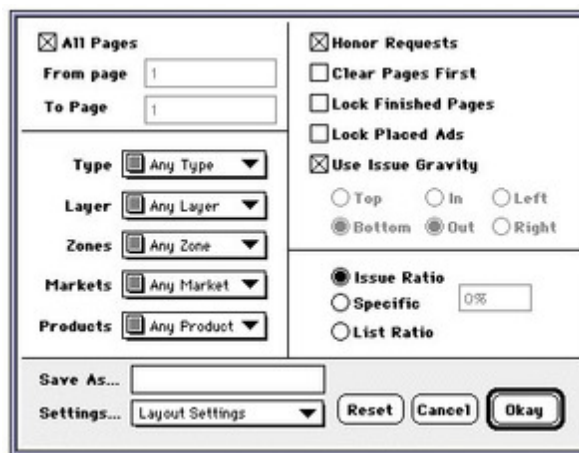 All Pages
From page 1
To Page 1
Type Any Type
Layer Any Layer
Zones Any Zone
Markets Any Market
Products Any Product
Honor Requests
Clear Pages First
Lock Finished Pages
Lock Placed Ads
Use Issue Gravity
Top In Left
Bottom Out Right
Issue Ratio
Specific 0%
List Ratio
Save As...
Settings... Layout Settings
Reset Cancel Okay